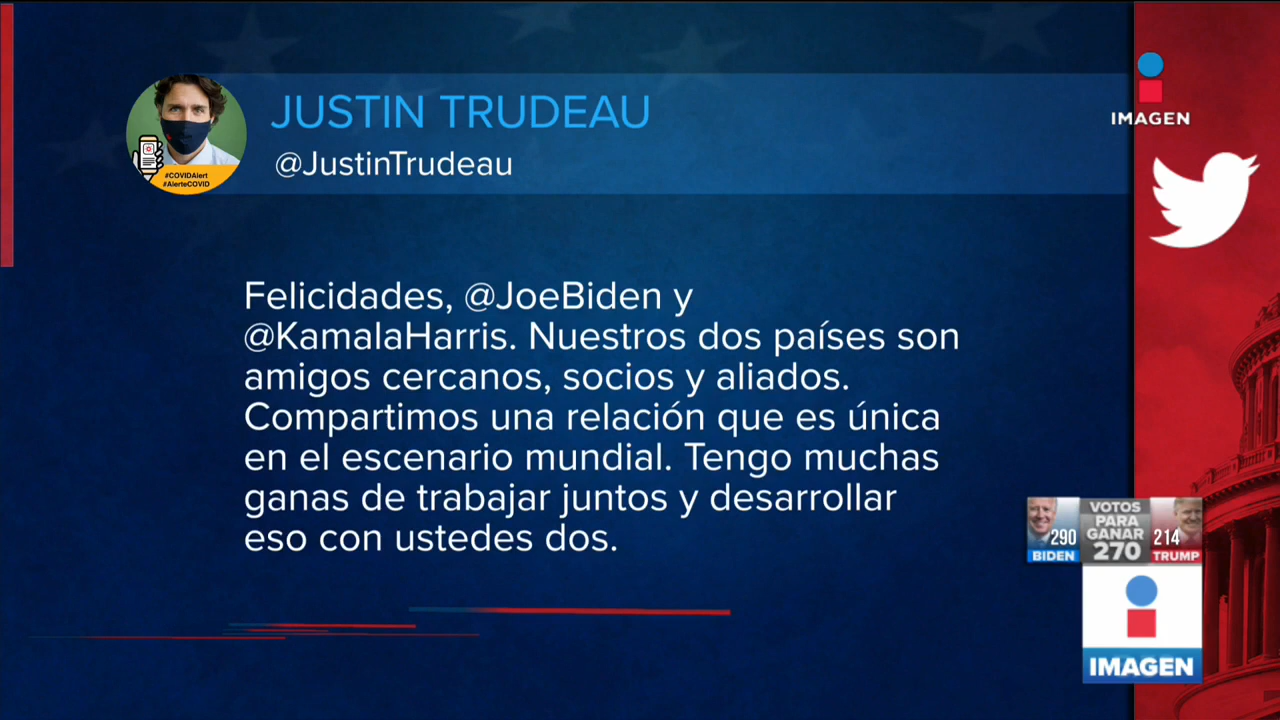 JUSTIN TRUDEAU
@JustinTrudeau
#COVIDAlert
#AlerteCOVID
IMAGEN
Felicidades, @JoeBiden y
@KamalaHarris. Nuestros dos países son
amigos cercanos, socios y aliados.
Compartimos una relación que es única
en el escenario mundial. Tengo muchas
ganas de trabajar juntos y desarrollar
eso con ustedes dos.
290
BIDEN
VOTOS
PARA
GANAR
270
214
TRUMP
IMAGEN